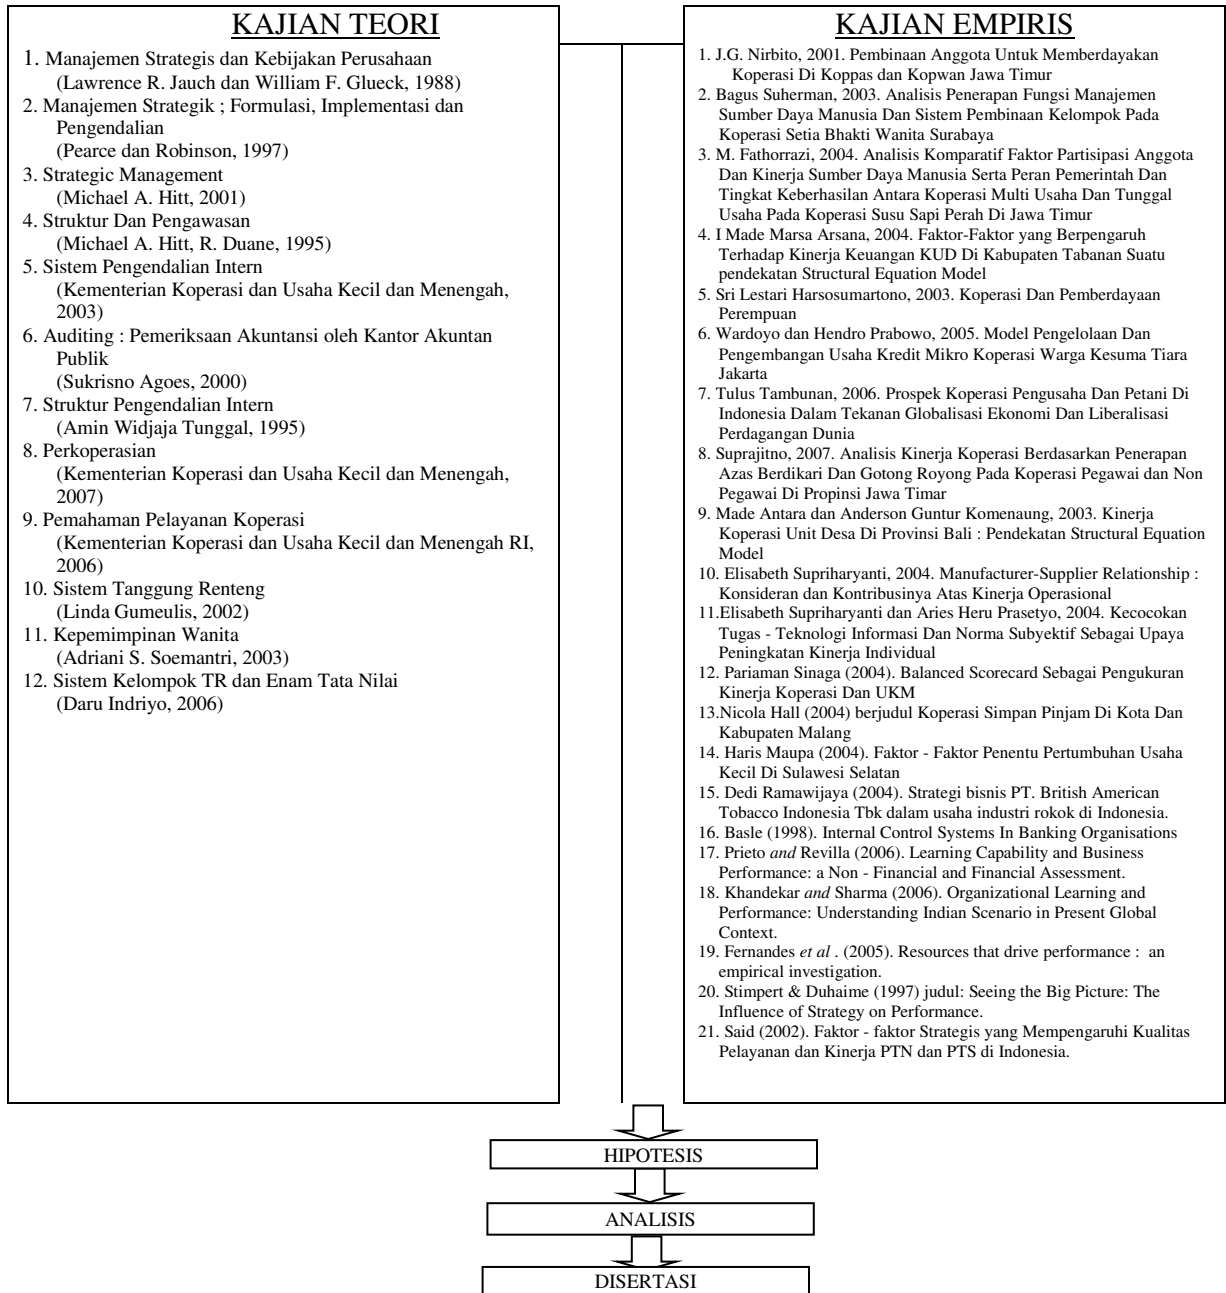 KAJIAN TEORI
1. Manajemen Strategis dan Kebijakan Perusahaan
(Lawrence R. Jauch dan William F. Glueck, 1988)
2. Manajemen Strategik ; Formulasi, Implementasi dan
Pengendalian
(Pearce dan Robinson, 1997)
3. Strategic Management
(Michael A. Hitt, 2001)
4. Struktur Dan Pengawasan
(Michael A. Hitt, R. Duane, 1995)
5. Sistem Pengendalian Intern
(Kementerian Koperasi dan Usaha Kecil dan Menengah,
2003)
6. Auditing : Pemeriksaan Akuntansi oleh Kantor Akuntan
Publik
(Sukrisno Agoes, 2000)
7. Struktur Pengendalian Intern
(Amin Widjaja Tunggal, 1995)
8. Perkoperasian
(Kementerian Koperasi dan Usaha Kecil dan Menengah,
2007)
9. Pemahaman Pelayanan Koperasi
(Kementerian Koperasi dan Usaha Kecil dan Menengah RI,
2006)
10. Sistem Tanggung Renteng
(Linda Gumeulis, 2002)
11. Kepemimpinan Wanita
(Adriani S. Soemantri, 2003)
12. Sistem Kelompok TR dan Enam Tata Nilai
(Daru Indriyo, 2006)
KAJIAN EMPIRIS
1. J.G. Nirbito, 2001. Pembinaan Anggota Untuk Memberdayakan
Koperasi Di Koppas dan Kopwan Jawa Timur
2. Bagus Suherman, 2003. Analisis Penerapan Fungsi Manajemen
Sumber Daya Manusia Dan Sistem Pembinaan Kelompok Pada
Koperasi Setia Bhakti Wanita Surabaya
3. M. Fathorrazi, 2004. Analisis Komparatif Faktor Partisipasi Anggota
Dan Kinerja Sumber Daya Manusia Serta Peran Pemerintah Dan
Tingkat Keberhasilan Antara Koperasi Multi Usaha Dan Tunggal
Usaha Pada Koperasi Susu Sapi Perah Di Jawa Timur
4. I Made Marsa Arsana, 2004. Faktor-Faktor yang Berpengaruh
Terhadap Kinerja Keuangan KUD Di Kabupaten Tabanan Suatu
pendekatan Structural Equation Model
5. Sri Lestari Harsosumartono, 2003. Koperasi Dan Pemberdayaan
Perempuan
6. Wardoyo dan Hendro Prabowo, 2005. Model Pengelolaan Dan
Pengembangan Usaha Kredit Mikro Koperasi Warga Kesuma Tiara
Jakarta
7. Tulus Tambunan, 2006. Prospek Koperasi Pengusaha Dan Petani Di
Indonesia Dalam Tekanan Globalisasi Ekonomi Dan Liberalisasi
Perdagangan Dunia
8. Suprajitno, 2007. Analisis Kinerja Koperasi Berdasarkan Penerapan
Azas Berdikari Dan Gotong Royong Pada Koperasi Pegawai dan Non
Pegawai Di Propinsi Jawa Timar
9. Made Antara dan Anderson Guntur Komenaung, 2003. Kinerja
Koperasi Unit Desa Di Provinsi Bali : Pendekatan Structural Equation
Model
10. Elisabeth Supriharyanti, 2004. Manufacturer-Supplier Relationship :
Konsideran dan Kontribusinya Atas Kinerja Operasional
11.Elisabeth Supriharyanti dan Aries Heru Prasetyo, 2004. Kecocokan
Tugas - Teknologi Informasi Dan Norma Subyektif Sebagai Upaya
Peningkatan Kinerja Individual
12. Pariaman Sinaga (2004). Balanced Scorecard Sebagai Pengukuran
Kinerja Koperasi Dan UKM
13.Nicola Hall (2004) berjudul Koperasi Simpan Pinjam Di Kota Dan
Kabupaten Malang
14. Haris Maupa (2004). Faktor - Faktor Penentu Pertumbuhan Usaha
Kecil Di Sulawesi Selatan
15. Dedi Ramawijaya (2004). Strategi bisnis PT. British American
Tobacco Indonesia Tbk dalam usaha industri rokok di Indonesia.
16. Basle (1998). Internal Control Systems In Banking Organisations
17. Prieto and Revilla (2006). Learning Capability and Business
Performance: a Non - Financial and Financial Assessment.
18. Khandekar and Sharma (2006). Organizational Learning and
Performance: Understanding Indian Scenario in Present Global
Context.
19. Fernandes et al . (2005). Resources that drive performance : an
empirical investigation.
20. Stimpert & Duhaime (1997) judul: Seeing the Big Picture: The
Influence of Strategy on Performance.
21. Said (2002). Faktor - faktor Strategis yang Mempengaruhi Kualitas
Pelayanan dan Kinerja PTN dan PTS di Indonesia.
HIPOTESIS
ANALISIS
DISERTASI